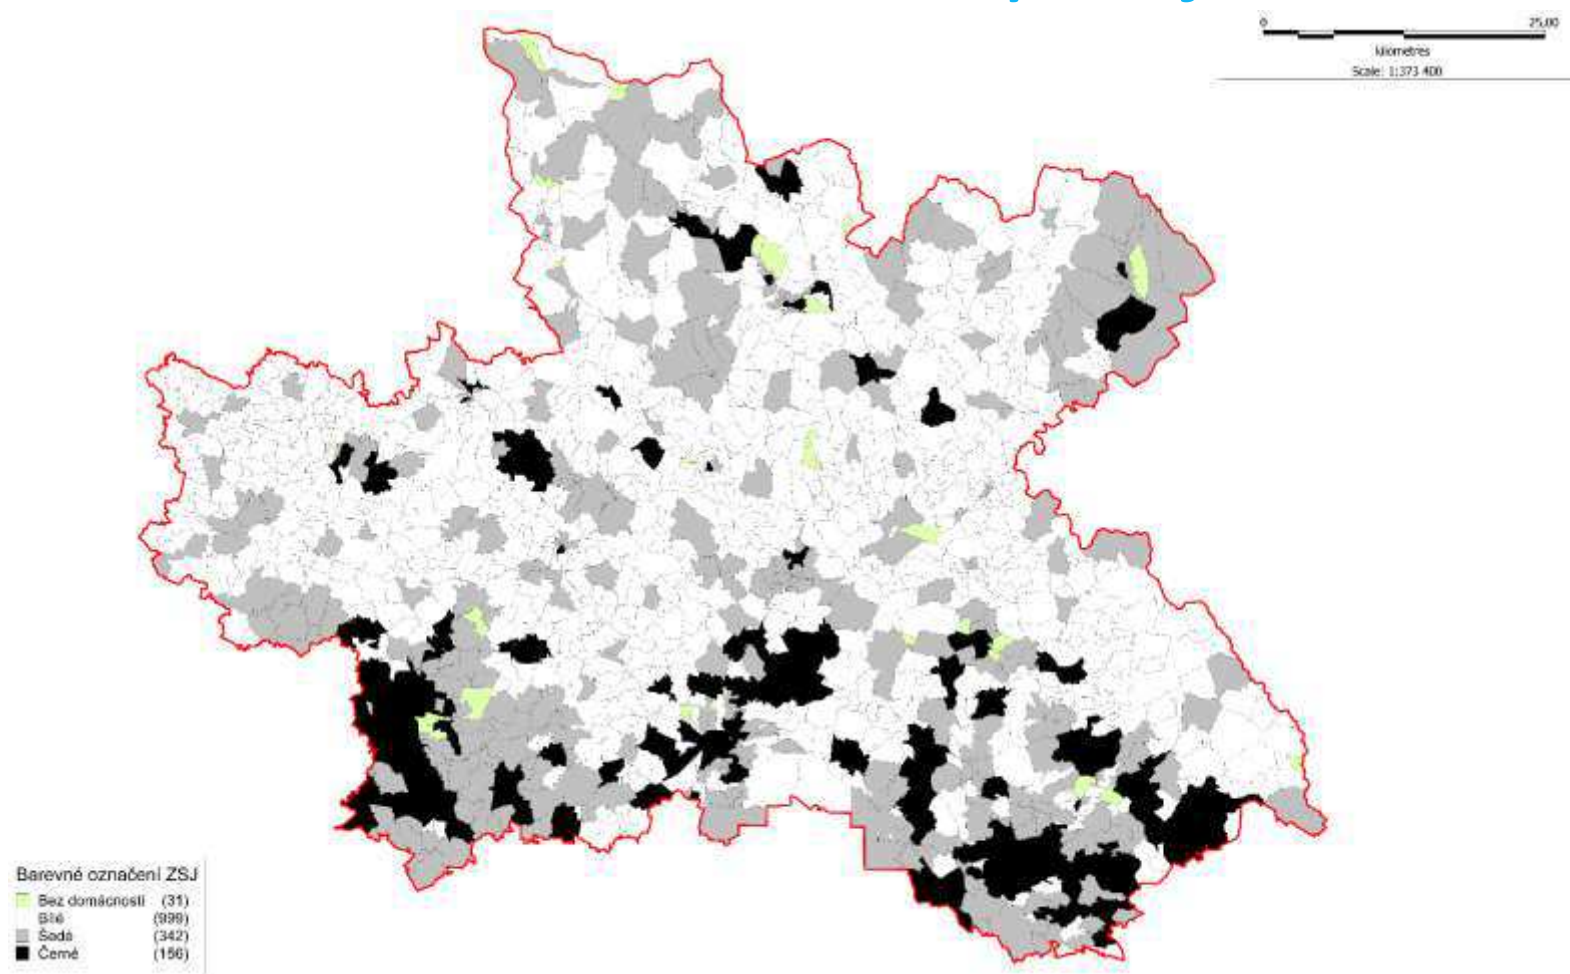 0 25,00
kilometres
Scale: 1:373 400
Barevné označení ZSJ
Bez domácností (31)
Bílé (999)
Šedá (342)
Černé (156)